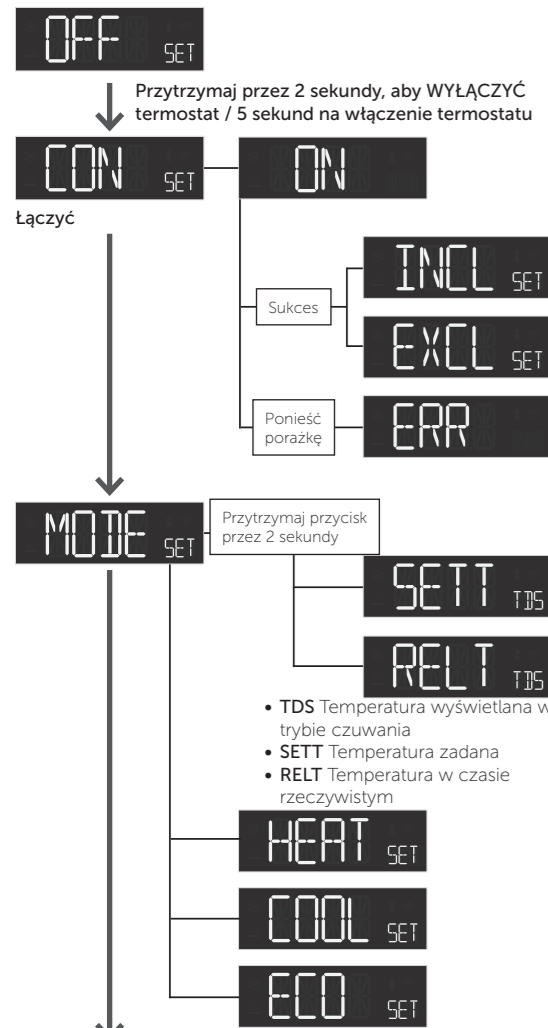 OFF SET
Przytrzymaj przez 2 sekundy, aby WYŁĄCZYĆ
termostat / 5 sekund na włączenie termostatu
CON SET
ON
Łączyć
INCL SET
Sukces
EXCL SET
Ponieść
porażkę
ERR
MODE SET
Przytrzymaj przycisk
przez 2 sekundy
SETT TDS
RELT TDS
• TDS Temperatura wyświetlana w
trybie czuwania
• SETT Temperatura zadana
• RELT Temperatura w czasie
rzeczywistym
HEAT SET
COOL SET
ECO SET